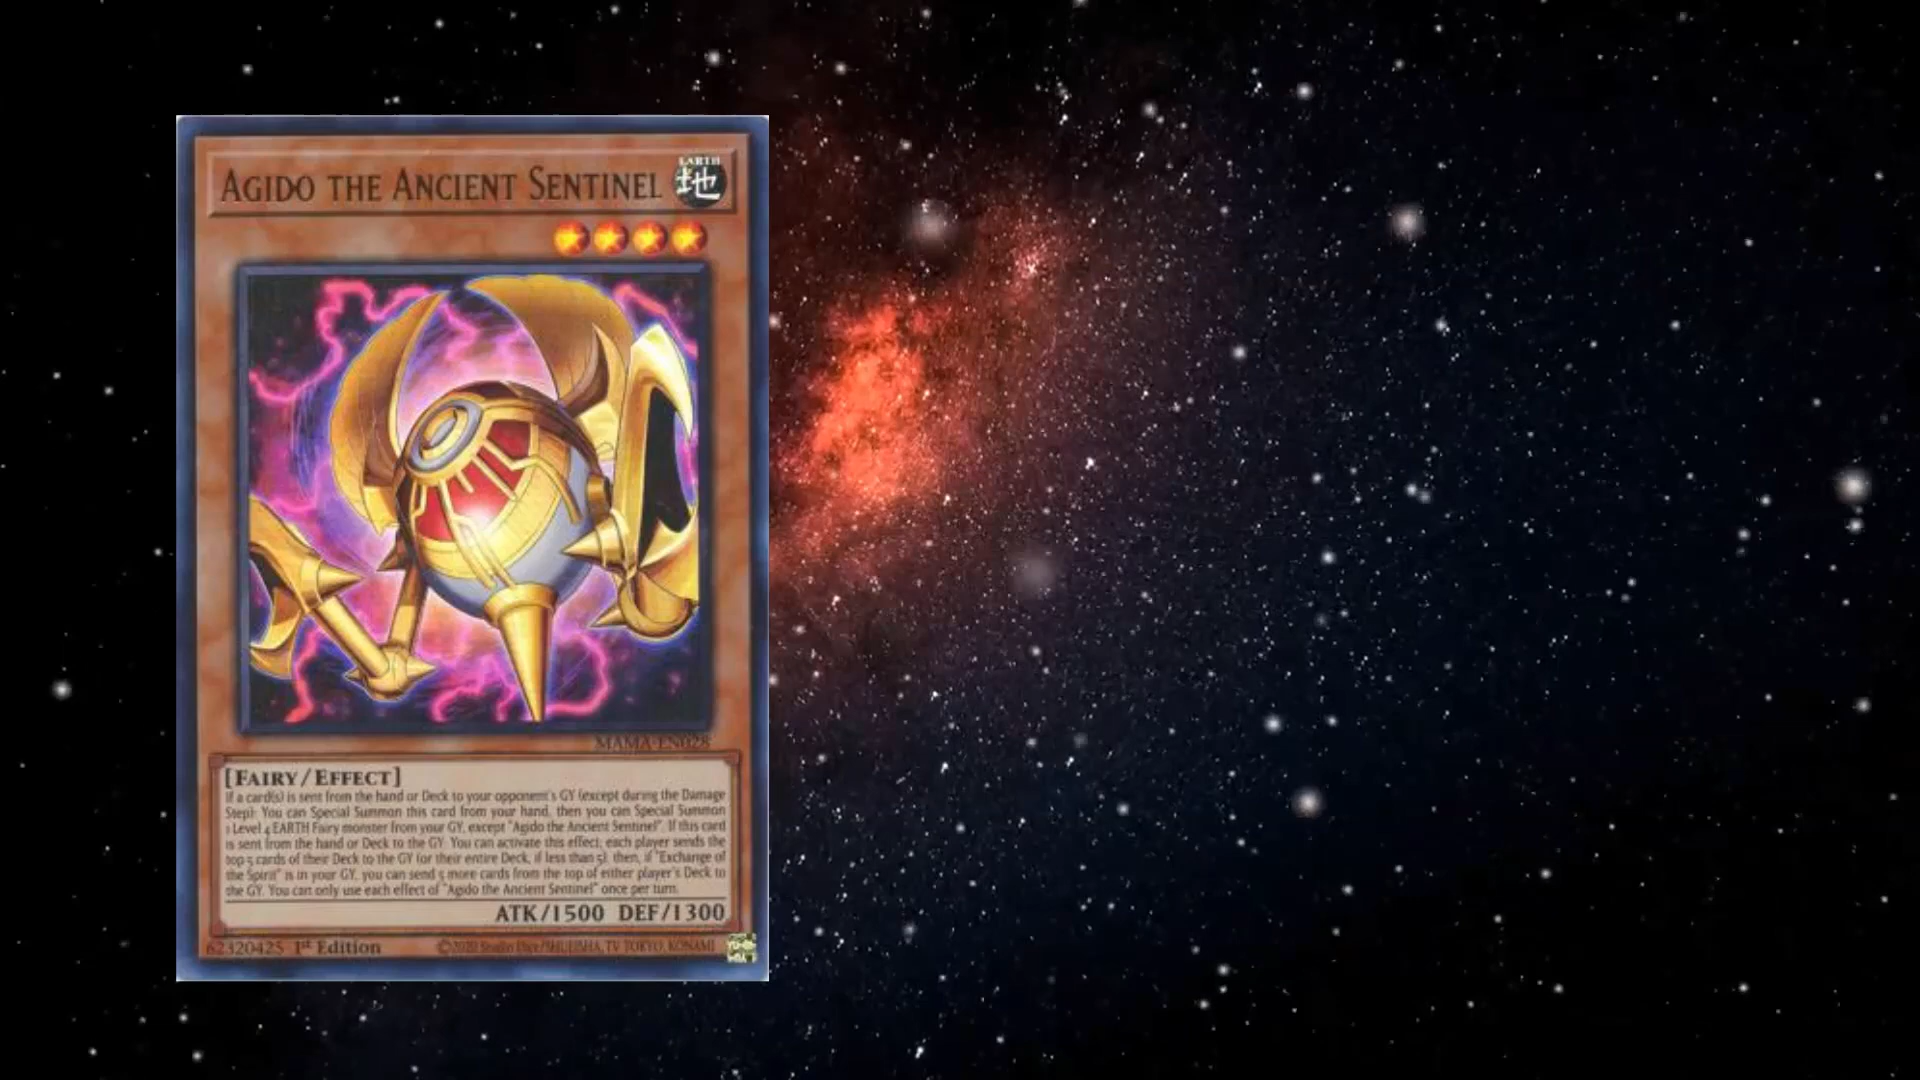 AGIDO THE ANCIENT SENTINEL
EARTH
地
MAMA-EN028
[FAIRY/EFFECT]
If a card(s) is sent from the hand or Deck to your opponent's GY (except during the Damage
Step): You can Special Summon this card from your hand, then you can Special Summon
1 Level 4 EARTH Fairy monster from your GY, except "Agido the Ancient Sentinel". If this card
is sent from the hand or Deck to the GY: You can activate this effect; each player sends the
top 5 cards of their Deck to the GY (or their entire Deck, if less than 5), then, if "Exchange of
the Spirit" is in your GY, you can send 5 more cards from the top of either player's Deck to
the GY. You can only use each effect of "Agido the Ancient Sentinel" once per turn.
ATK/1500 DEF/1300
62320425 1st Edition
©2020 Studio Dice/SHUEISHA, TV TOKYO, KONAMI